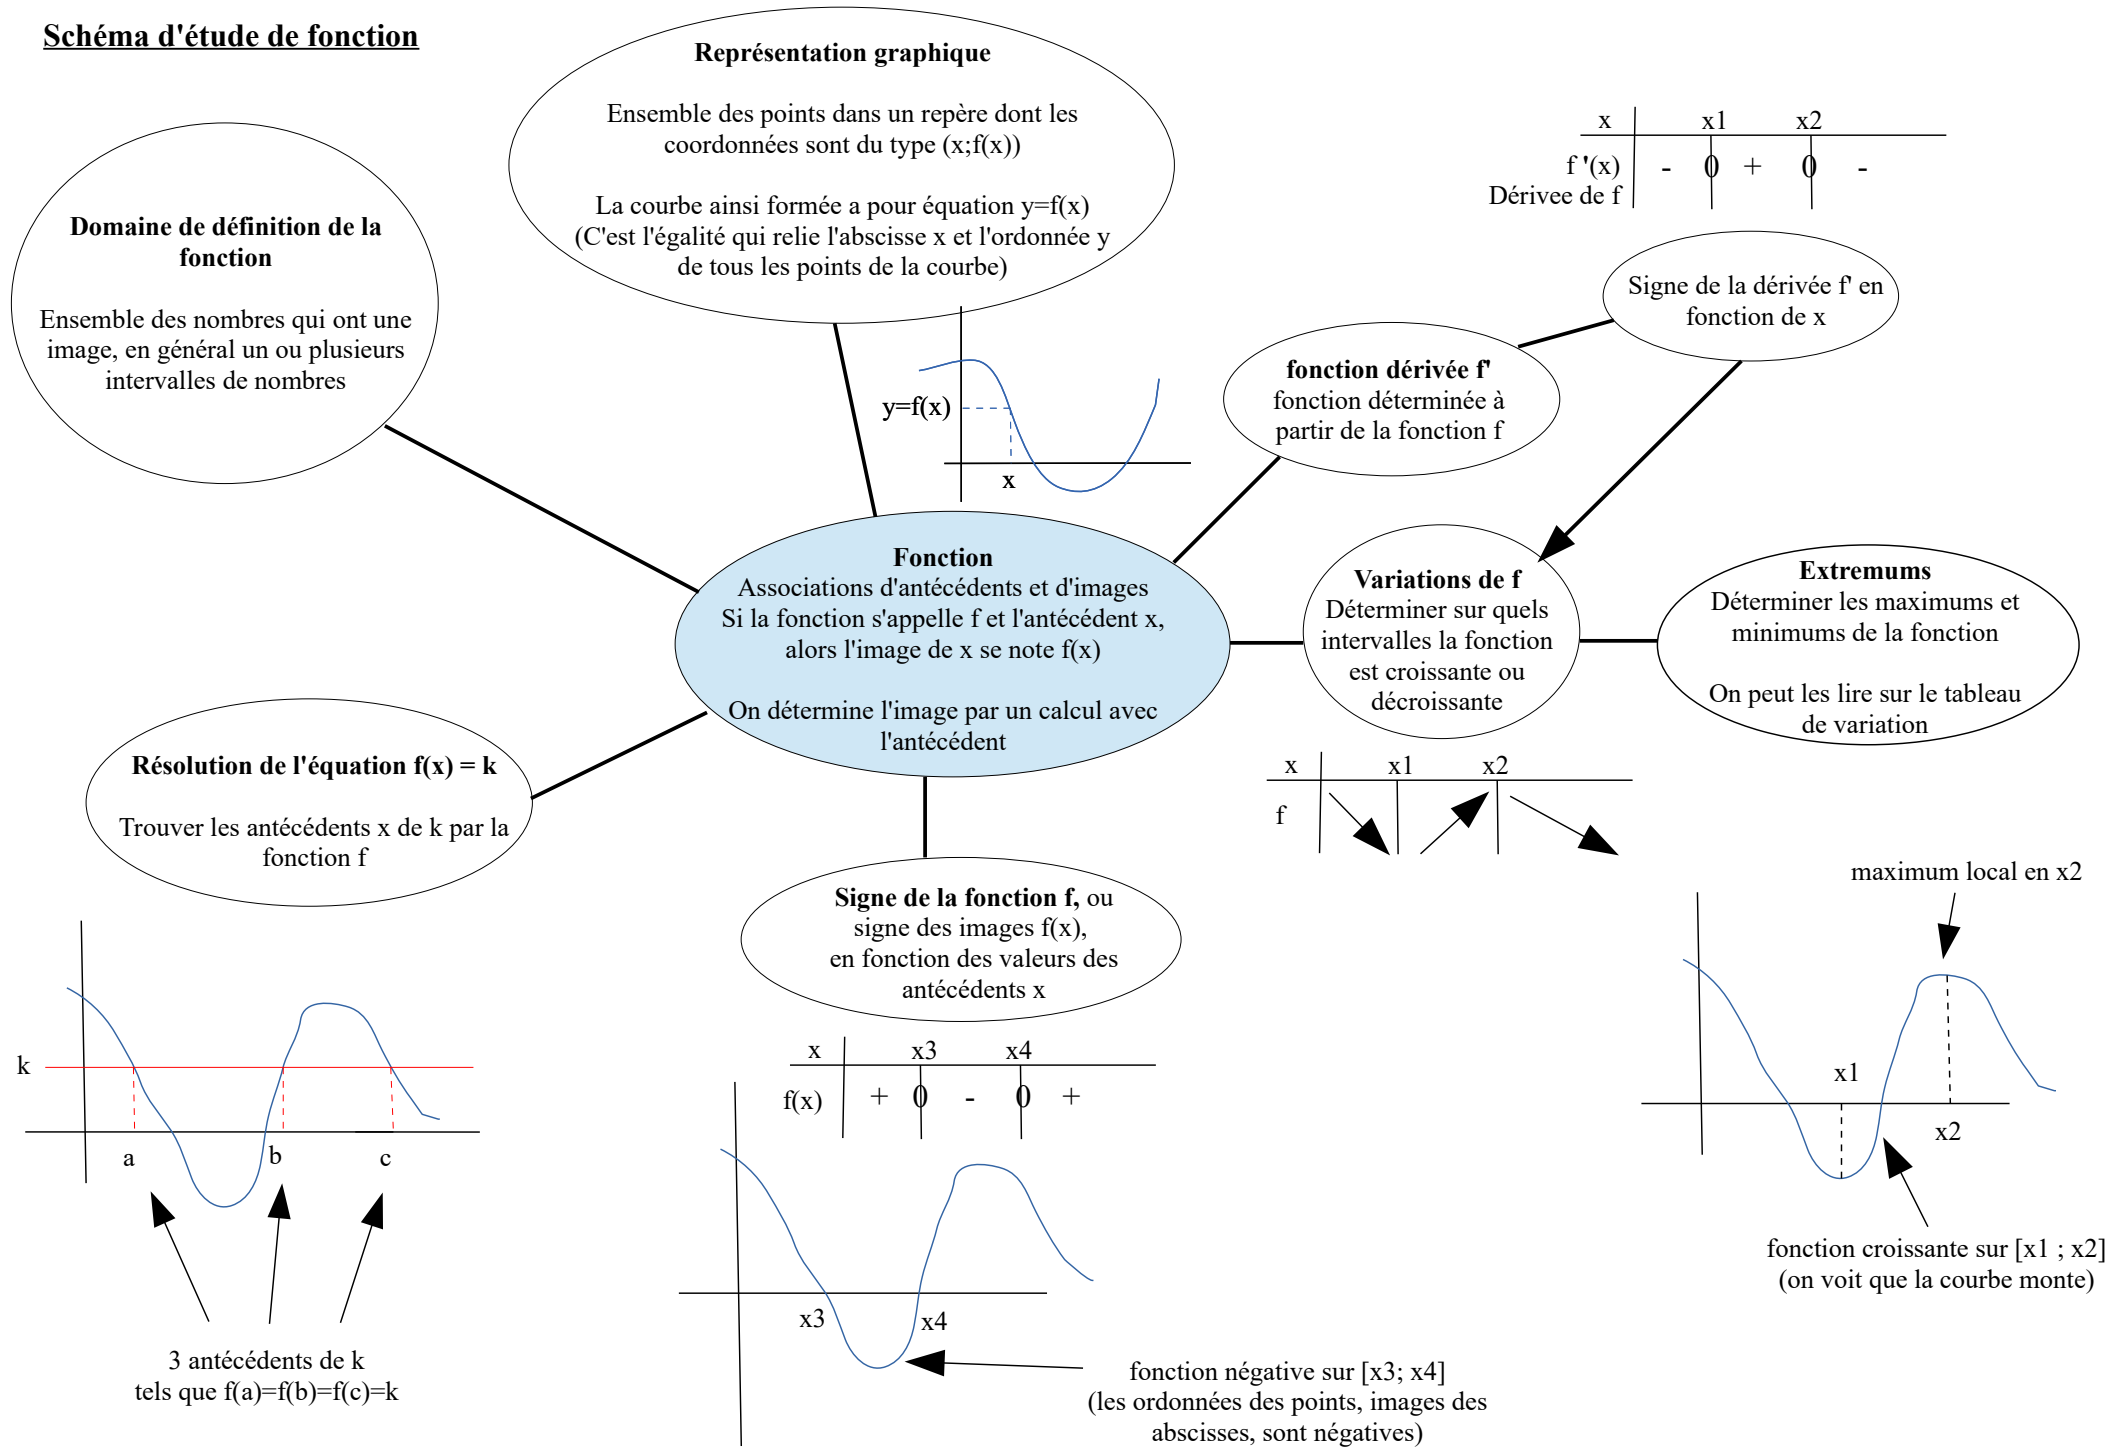 Schéma d'étude de fonction
Représentation graphique
Ensemble des points dans un repère dont les
coordonnées sont du type (x;f(x))
La courbe ainsi formée a pour équation y=f(x)
(C'est l'égalité qui relie l'abscisse x et l'ordonnée y
de tous les points de la courbe)
Domaine de définition de la
fonction
Ensemble des nombres qui ont une
image, en général un ou plusieurs
intervalles de nombres
x x1 x2
f '(x) - 0 + 0 -
Dérivee de f
Signe de la dérivée f' en
fonction de x
fonction dérivée f'
fonction déterminée à
partir de la fonction f
y=f(x)
x
Fonction
Associations d'antécédents et d'images
Si la fonction s'appelle f et l'antécédent x,
alors l'image de x se note f(x)
On détermine l'image par un calcul avec
l'antécédent
Variations de f
Déterminer sur quels
intervalles la fonction
est croissante ou
décroissante
Extremums
Déterminer les maximums et
minimums de la fonction
On peut les lire sur le tableau
de variation
x x1 x2
f
Résolution de l'équation f(x) = k
Trouver les antécédents x de k par la
fonction f
k
a b c
3 antécédents de k
tels que f(a)=f(b)=f(c)=k
Signe de la fonction f, ou
signe des images f(x),
en fonction des valeurs des
antécédents x
x x3 x4
f(x) + 0 - 0 +
x3 x4
fonction négative sur [x3; x4]
(les ordonnées des points, images des
abscisses, sont négatives)
maximum local en x2
x1
x2
fonction croissante sur [x1 ; x2]
(on voit que la courbe monte)